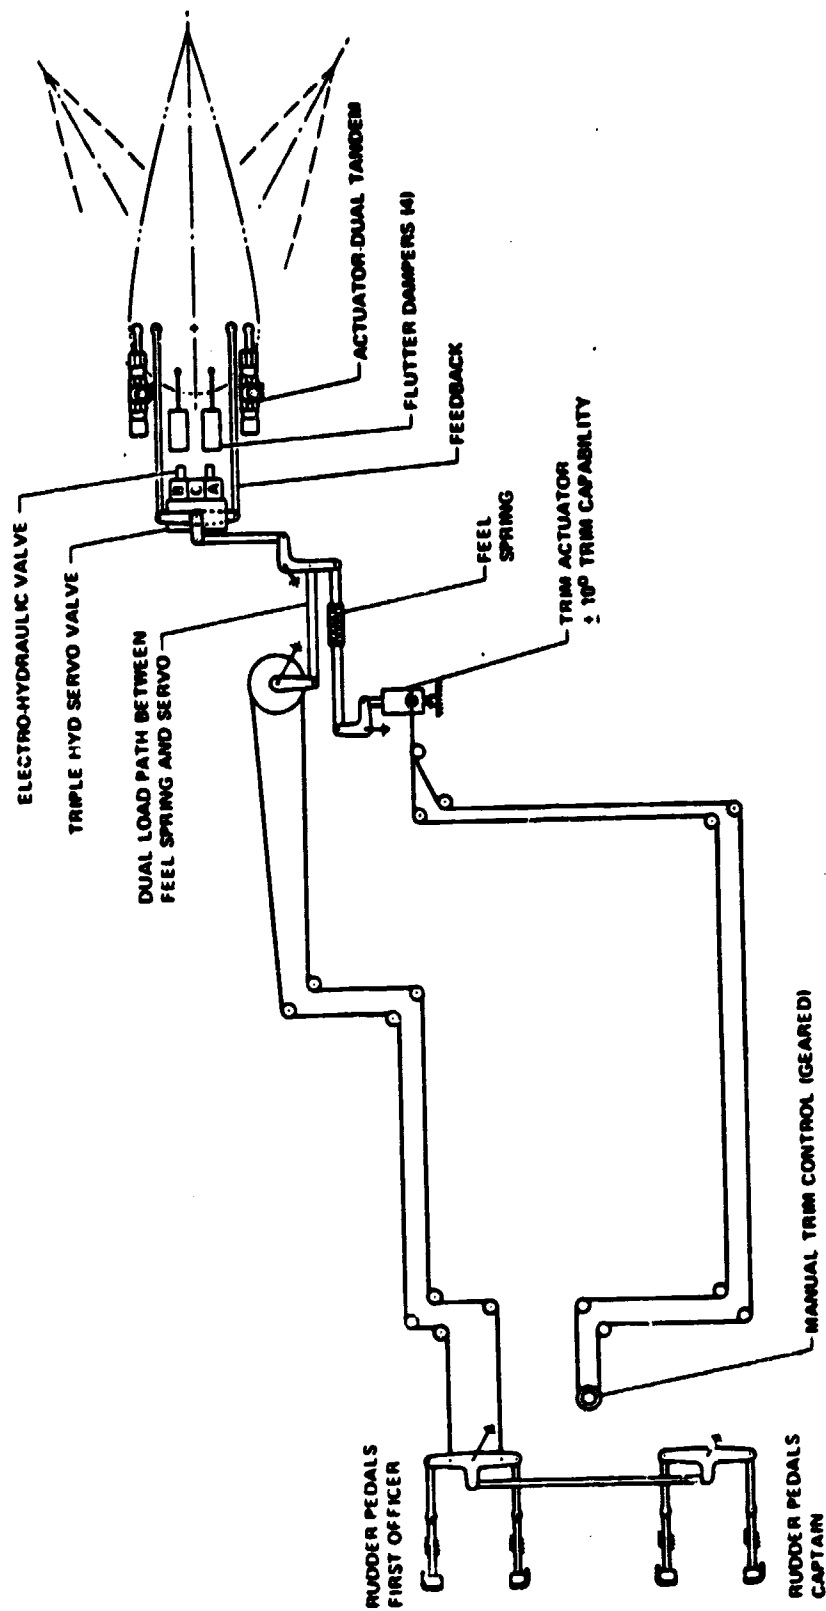 ELECTRO-HYDRAULIC VALVE
TRIPLE HYD SERVO VALVE
DUAL LOAD PATH BETWEEN
FEEL SPRING AND SERVO
B C A
ACTUATOR-DUAL TANDEM
FLUTTER DAMPERS (4)
FEEDBACK
FEEL
SPRING
TRIM ACTUATOR
± 10° TRIM CAPABILITY
MANUAL TRIM CONTROL (GEARED)
RUDDER PEDALS
FIRST OFFICER
RUDDER PEDALS
CAPTAIN